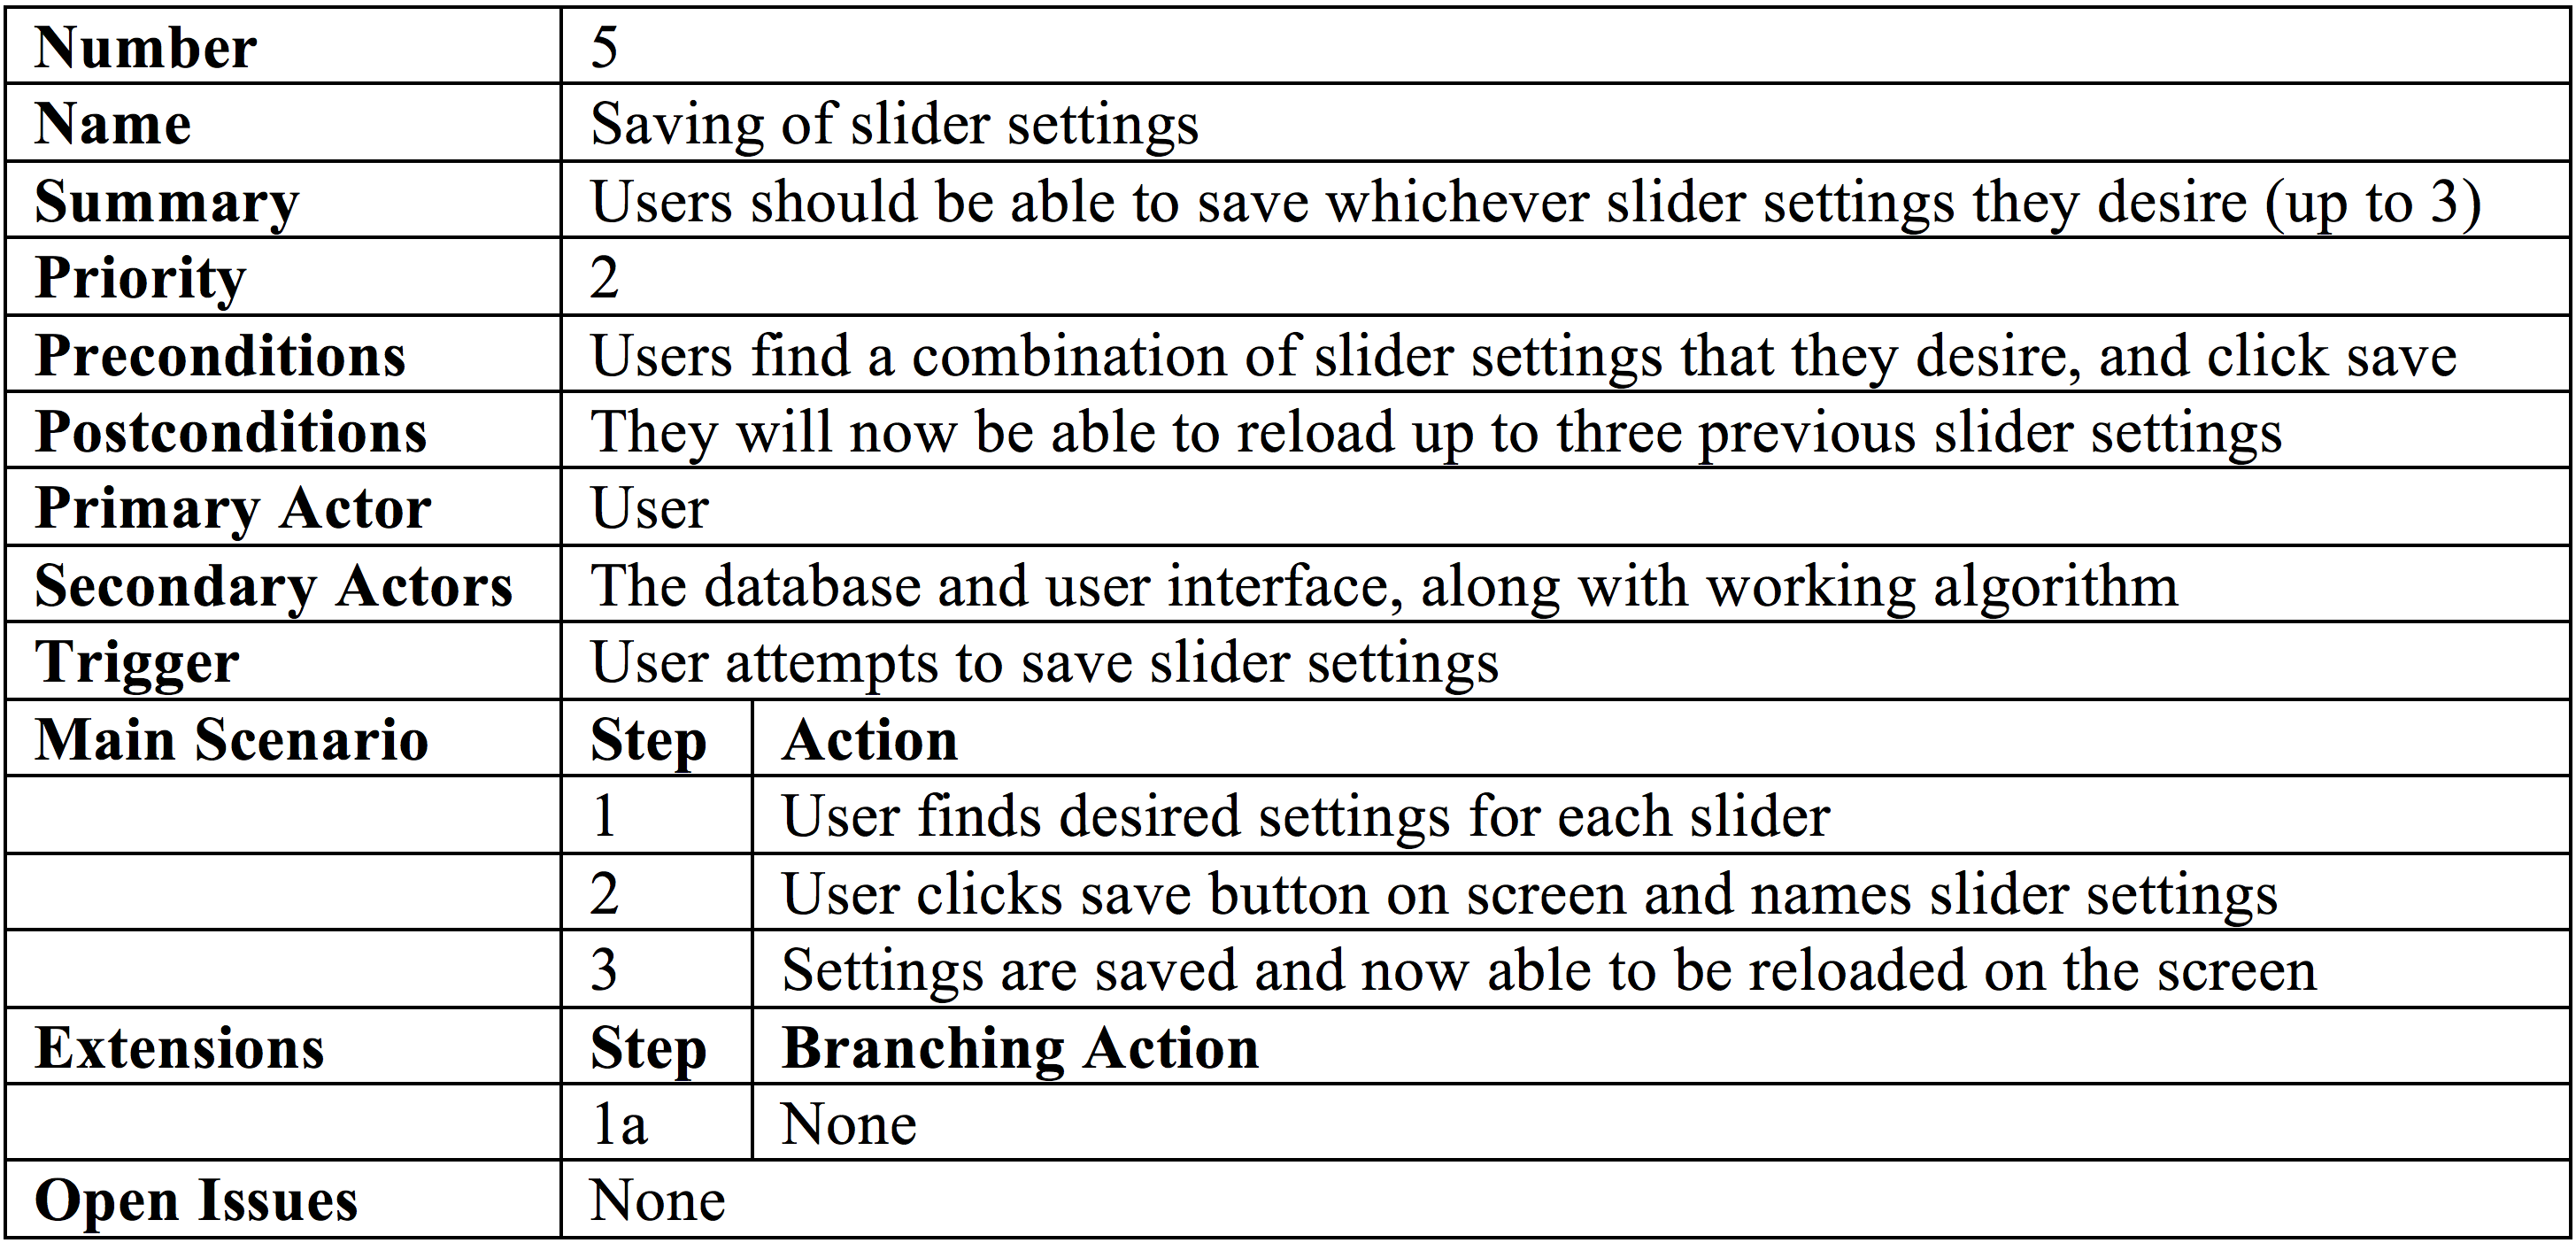 Number 5
Name Saving of slider settings
Summary Users should be able to save whichever slider settings they desire (up to 3)
Priority 2
Preconditions Users find a combination of slider settings that they desire, and click save
Postconditions They will now be able to reload up to three previous slider settings
Primary Actor User
Secondary Actors The database and user interface, along with working algorithm
Trigger User attempts to save slider settings
Main Scenario Step Action
1 User finds desired settings for each slider
2 User clicks save button on screen and names slider settings
3 Settings are saved and now able to be reloaded on the screen
Extensions Step Branching Action
1a None
Open Issues None